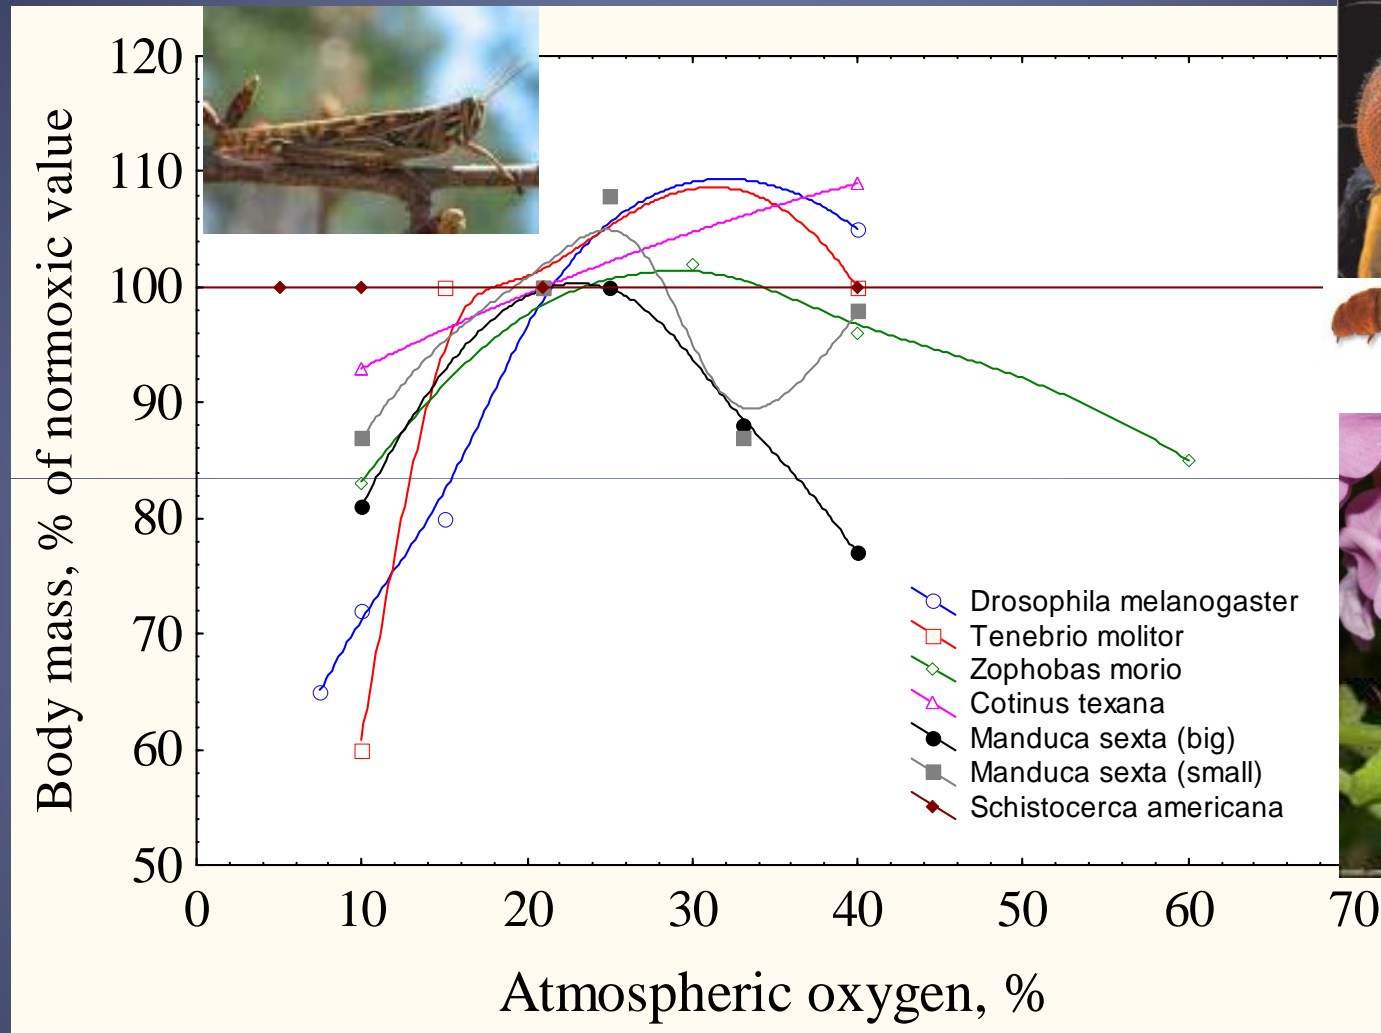 Body mass, % of normoxic value
120
110
100
90
80
70
60
50
Drosophila melanogaster
Tenebrio molitor
Zophobas morio
Cotinus texana
Manduca sexta (big)
Manduca sexta (small)
Schistocerca americana
0 10 20 30 40 50 60 70
Atmospheric oxygen, %